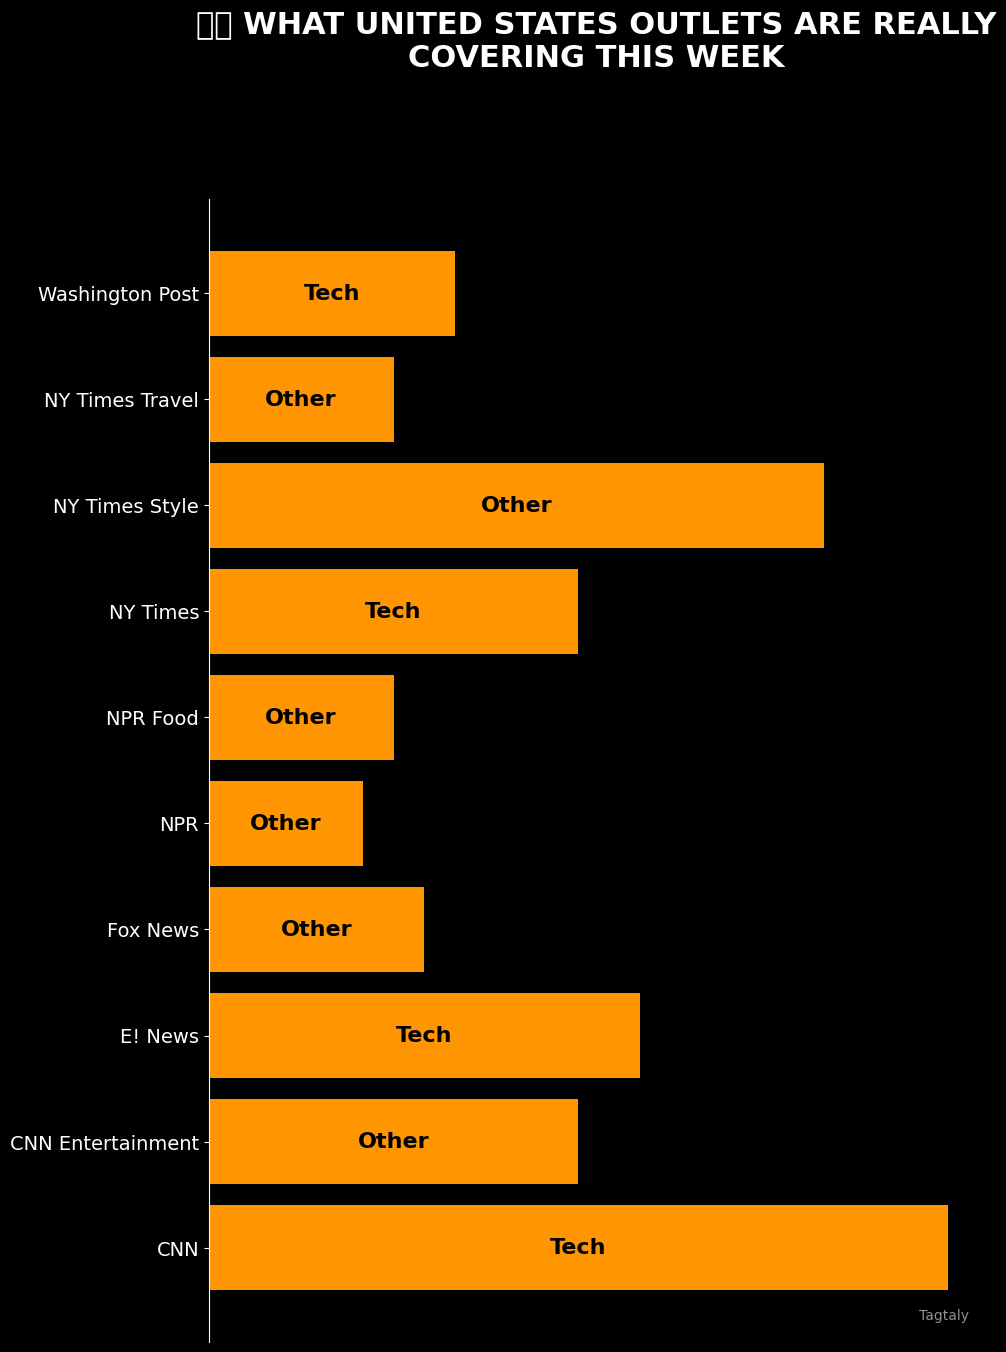 WHAT UNITED STATES OUTLETS ARE REALLY
COVERING THIS WEEK
Washington Post
Tech
NY Times Travel
Other
NY Times Style
Other
NY Times
Tech
NPR Food
Other
NPR
Other
Fox News
Other
E! News
Tech
CNN Entertainment
Other
CNN
Tech
Tagtaly